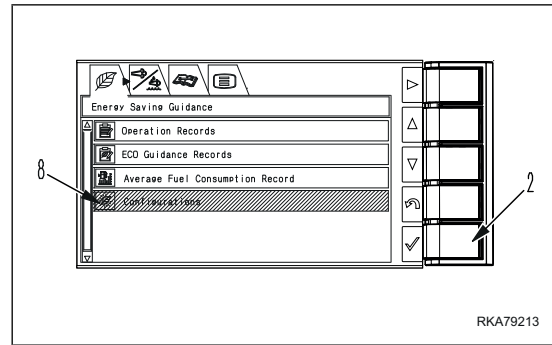 Energy Saving Guidance
Operation Records
ECO Guidance Records
Average Fuel Consumption Record
8
Configurations
2
RKA79213